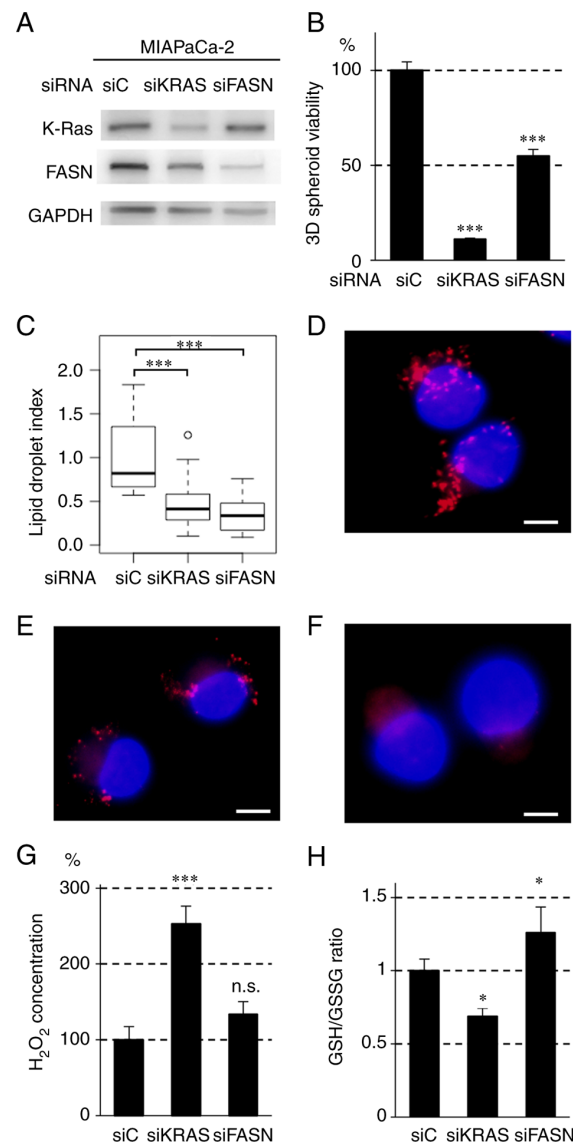 A
MIAPaCa-2
siRNA siC siKRAS siFASN
K-Ras
FASN
GAPDH
B
%
3D spheroid viability
100
50
0
***
***
siRNA siC siKRAS siFASN
C
Lipid droplet index
2.0
1.5
1.0
0.5
0.0
***
***
siRNA siC siKRAS siFASN
D
E
F
G
%
H2O2 concentration
300
200
100
0
***
n.s.
siC siKRAS siFASN
H
GSH/GSSG ratio
1.5
1
0.5
0
*
*
siC siKRAS siFASN